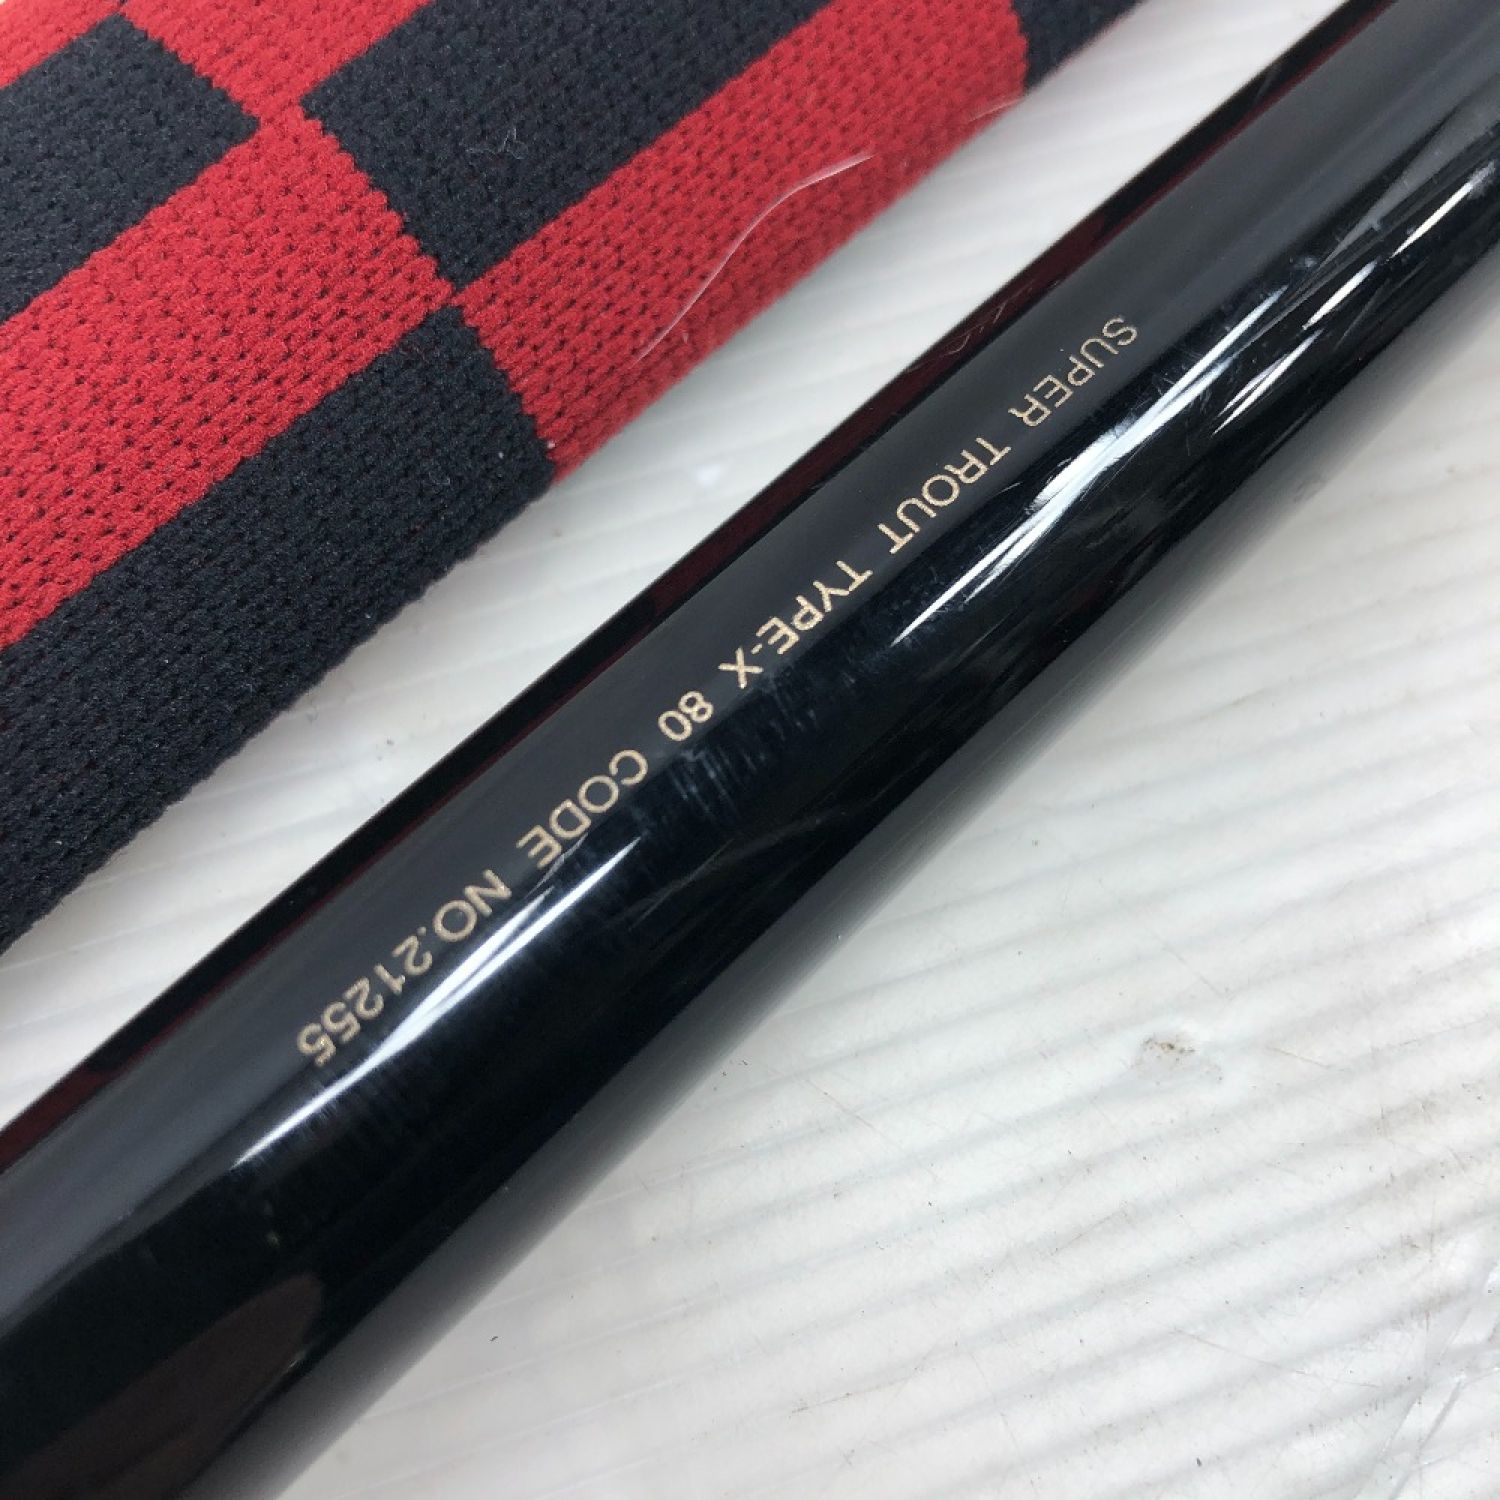 SUPER TROUT TYPE-X 80 CODE NO.21255